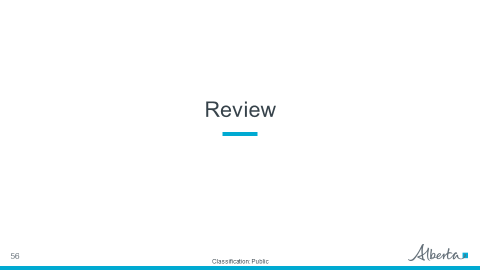 Review
56
Classification: Public
Alberta